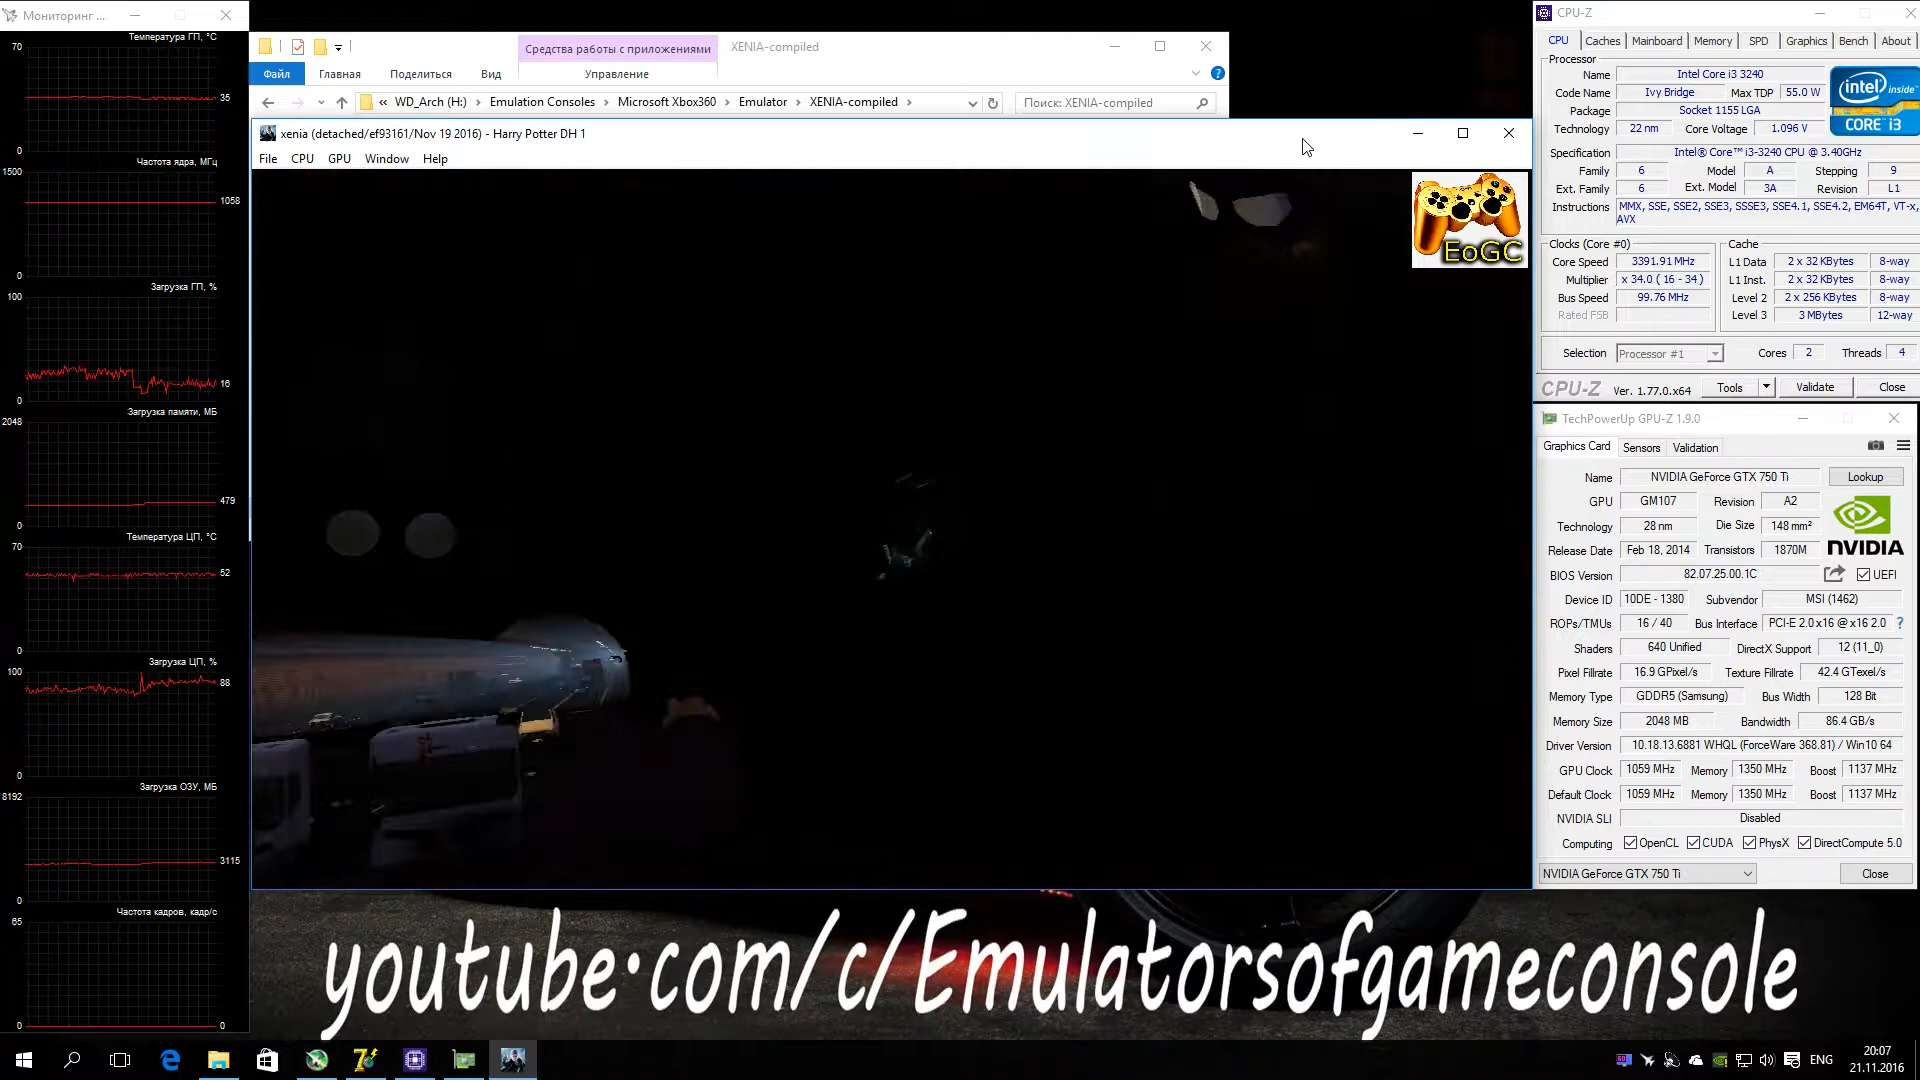 Мониторинг ...
Температура ГП, °C
70
35
0
Частота ядра, МГц
1500
1058
0
Загрузка ГП, %
100
16
0
Загрузка памяти, МБ
2048
479
0
Температура ЦП, °C
70
52
0
Загрузка ЦП, %
100
88
0
Загрузка ОЗУ, МБ
8192
3115
0
Частота кадров, кадр/с
65
0 0
Средства работы с приложениями XENIA-compiled
Файл Главная Поделиться Вид Управление
« WD_Arch (H:) Emulation Consoles Microsoft Xbox360 Emulator XENIA-compiled Поиск: XENIA-compiled
xenia (detached/ef93161/Nov 19 2016) - Harry Potter DH 1
File CPU GPU Window Help
EoGC
CPU-Z
CPU Caches Mainboard Memory SPD Graphics Bench About
Processor
Name Intel Core i3 3240
Code Name Ivy Bridge Max TDP 55.0 W
Package Socket 1155 LGA
Technology 22 nm Core Voltage 1.096 V
intel inside™
CORE i3
Specification Intel® Core™ i3-3240 CPU @ 3.40GHz
Family 6 Model A Stepping 9
Ext. Family 6 Ext. Model 3A Revision L1
Instructions MMX, SSE, SSE2, SSE3, SSSE3, SSE4.1, SSE4.2, EM64T, VT-x,
AVX
Clocks (Core #0) Cache
Core Speed 3391.91 MHz L1 Data 2 x 32 KBytes 8-way
Multiplier x 34.0 ( 16 - 34 ) L1 Inst. 2 x 32 KBytes 8-way
Bus Speed 99.76 MHz Level 2 2 x 256 KBytes 8-way
Rated FSB Level 3 3 MBytes 12-way
Selection Processor #1 Cores 2 Threads 4
CPU-Z Ver. 1.77.0.x64 Tools Validate Close
TechPowerUp GPU-Z 1.9.0
Graphics Card Sensors Validation
Name NVIDIA GeForce GTX 750 Ti Lookup
GPU GM107 Revision A2
Technology 28 nm Die Size 148 mm²
Release Date Feb 18, 2014 Transistors 1870M
NVIDIA
BIOS Version 82.07.25.00.1C UEFI
Device ID 10DE - 1380 Subvendor MSI (1462)
ROPs/TMUs 16 / 40 Bus Interface PCI-E 2.0 x16 @ x16 2.0 ?
Shaders 640 Unified DirectX Support 12 (11_0)
Pixel Fillrate 16.9 GPixel/s Texture Fillrate 42.4 GTexel/s
Memory Type GDDR5 (Samsung) Bus Width 128 Bit
Memory Size 2048 MB Bandwidth 86.4 GB/s
Driver Version 10.18.13.6881 WHQL (ForceWare 368.81) / Win10 64
GPU Clock 1059 MHz Memory 1350 MHz Boost 1137 MHz
Default Clock 1059 MHz Memory 1350 MHz Boost 1137 MHz
NVIDIA SLI Disabled
Computing OpenCL CUDA PhysX DirectCompute 5.0
NVIDIA GeForce GTX 750 Ti Close
youtube.com/c/Emulatorsofgameconsole
ENG
20:07
21.11.2016